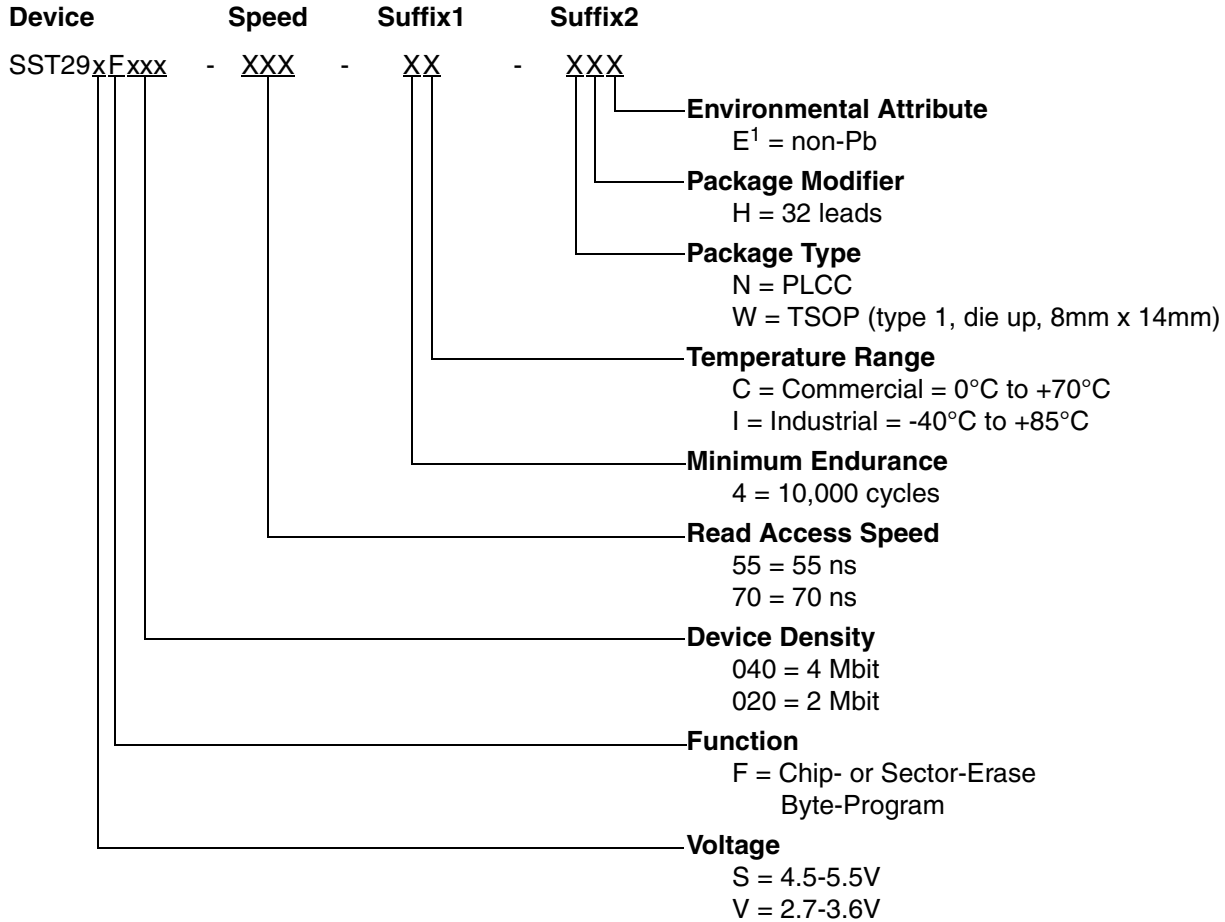 Device Speed Suffix1 Suffix2
SST29xFxxx - XXX - XX - XXX
Environmental Attribute
E1 = non-Pb
Package Modifier
H = 32 leads
Package Type
N = PLCC
W = TSOP (type 1, die up, 8mm x 14mm)
Temperature Range
C = Commercial = 0°C to +70°C
I = Industrial = -40°C to +85°C
Minimum Endurance
4 = 10,000 cycles
Read Access Speed
55 = 55 ns
70 = 70 ns
Device Density
040 = 4 Mbit
020 = 2 Mbit
Function
F = Chip- or Sector-Erase
Byte-Program
Voltage
S = 4.5-5.5V
V = 2.7-3.6V